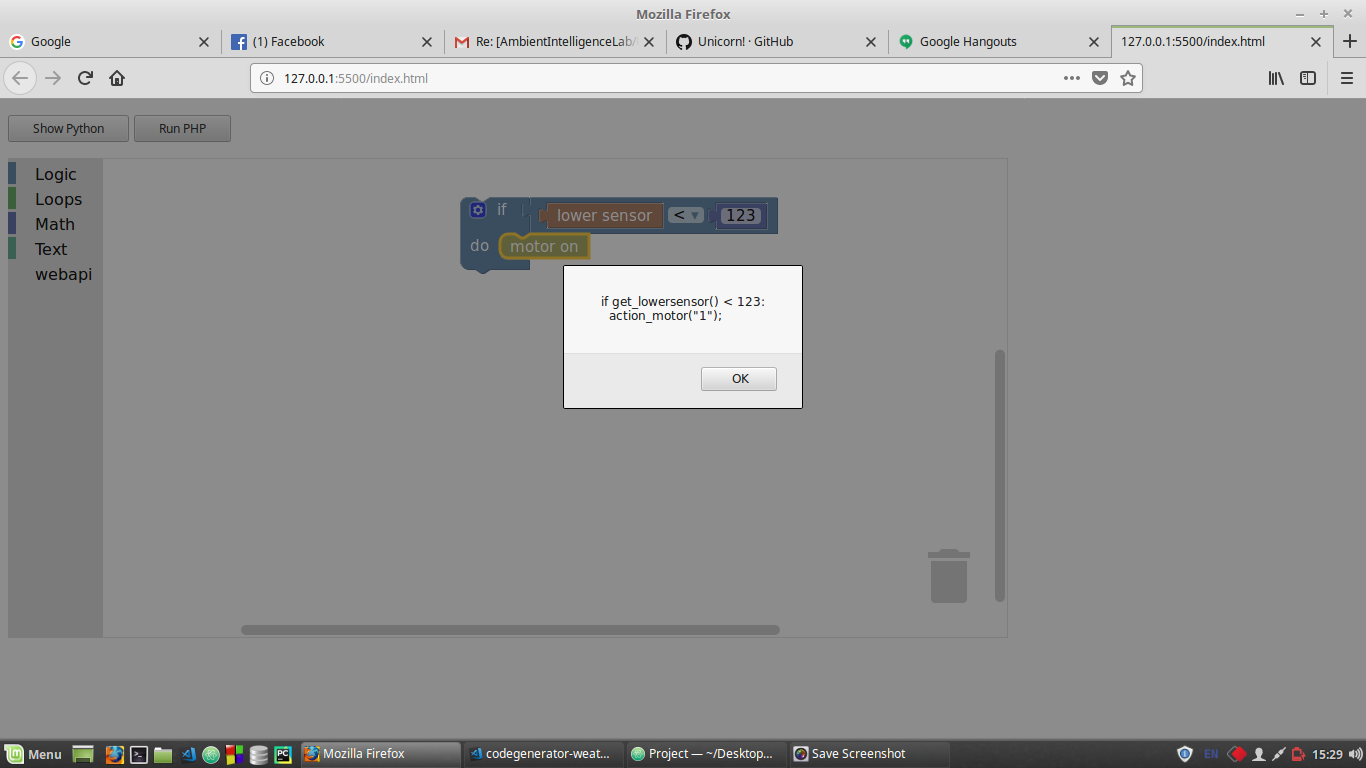 Mozilla Firefox
Google
(1) Facebook
Re: [AmbientIntelligenceLab/
Unicorn! · GitHub
Google Hangouts
127.0.0.1:5500/index.html
127.0.0.1:5500/index.html
Show Python
Run PHP
Logic
Loops
Math
Text
webapi
if
lower sensor
<
123
do
motor on
if get_lowersensor() < 123:
action_motor("1");
OK
Menu
Mozilla Firefox
codegenerator-weat...
Project — ~/Desktop...
Save Screenshot
EN
15:29